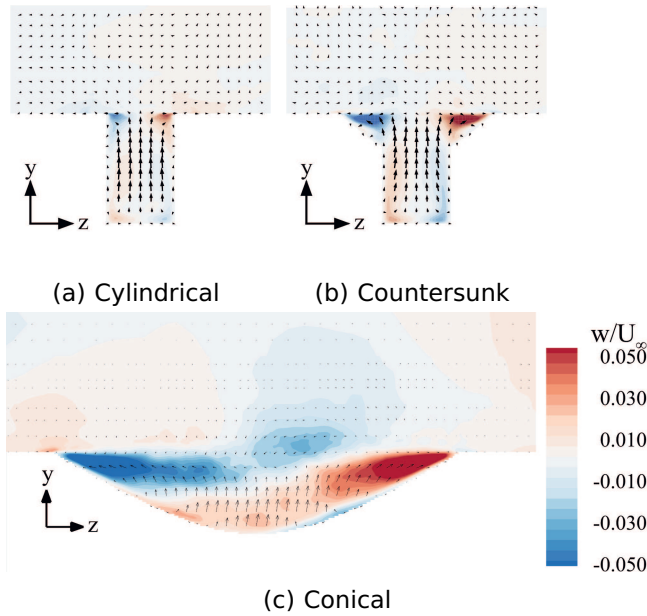 y
z
y
z
(a) Cylindrical
(b) Countersunk
w/U∞
0.050
0.030
0.010
-0.010
-0.030
-0.050
y
z
(c) Conical